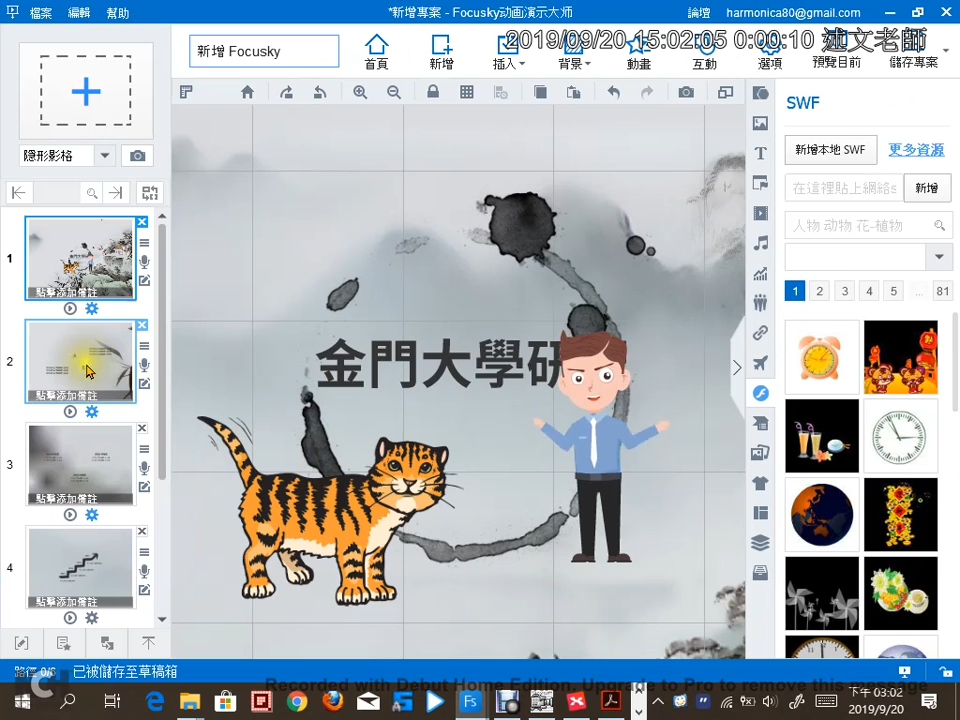 檔案 編輯 幫助 *新增專案 - Focusky动画演示大师 論壇 harmonica80@gmail.com
2019/09/20 15:02:05 0:00:10 連文老師
新增 Focusky
首頁 新增 插入 背景 動畫 互動 選項 預覽目前 儲存專案
隱形影格
SWF
新增本地 SWF 更多資源
在這裡貼上網絡s 新增
人物 动物 花-植物
1 2 3 4 5 ... 81
1
點擊添加備註
2
點擊添加備註
3
點擊添加備註
4
點擊添加備註
金門大學研
路徑 0/6 已被儲存至草稿箱
Recorded with Debut Home Edition. Upgrade to Pro to remove this message
下午 03:02
2019/9/20